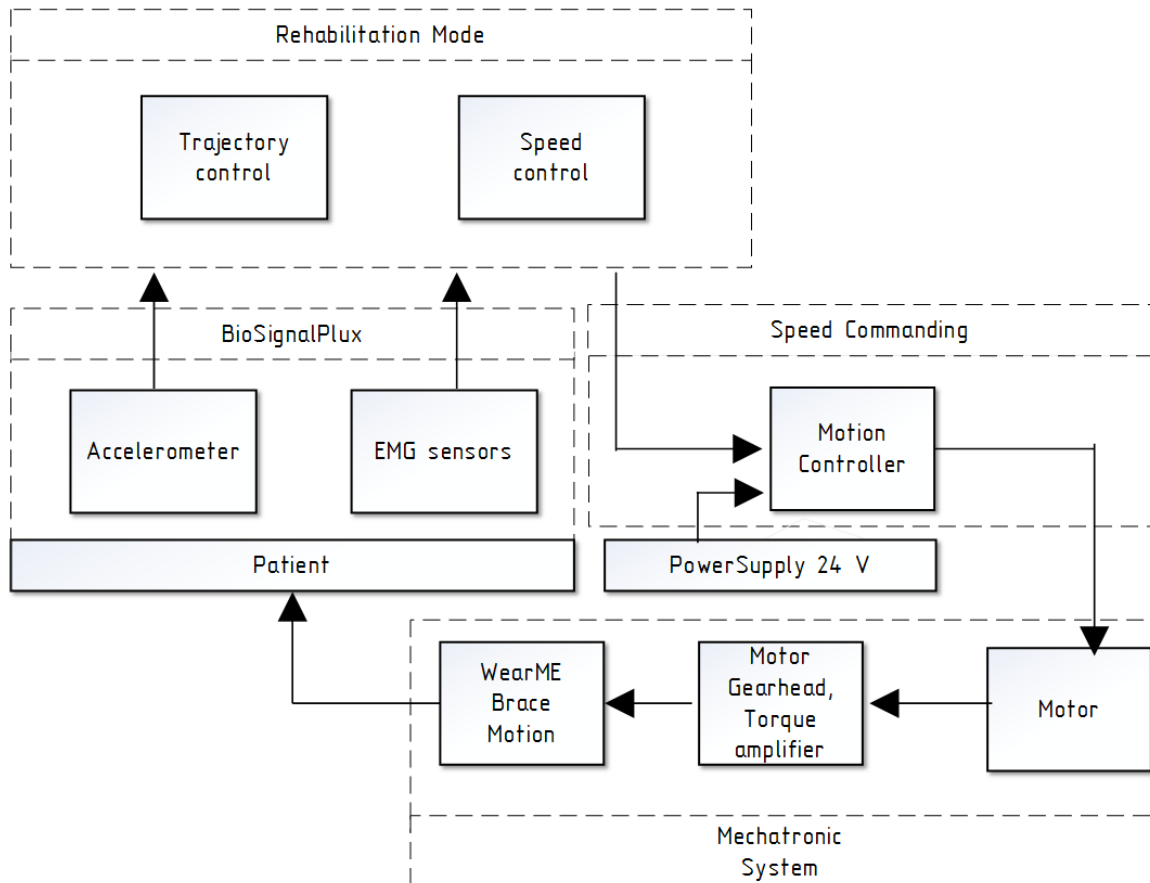 Rehabilitation Mode
Trajectory
control
Speed
control
BioSignalPlux
Speed Commanding
Accelerometer
EMG sensors
Motion
Controller
Patient
PowerSupply 24 V
WearME
Brace
Motion
Motor
Gearhead,
Torque
amplifier
Motor
Mechatronic
System